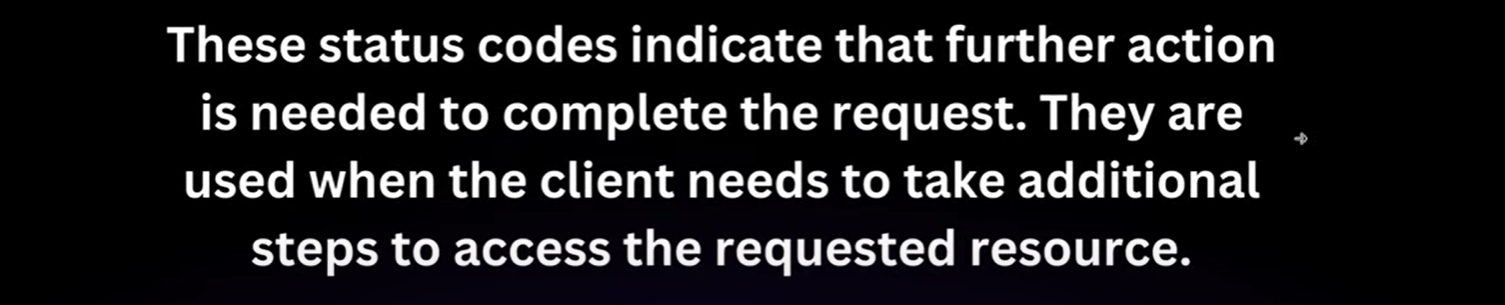 These status codes indicate that further action
is needed to complete the request. They are
used when the client needs to take additional
steps to access the requested resource.